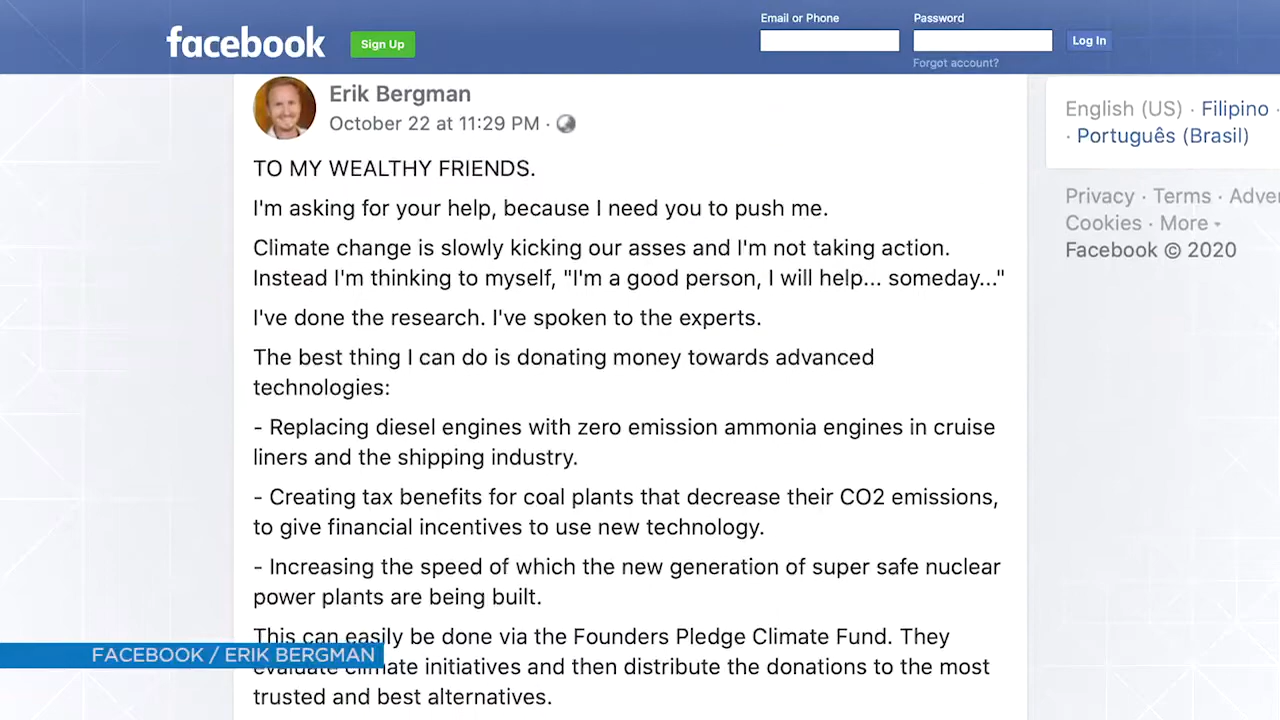 facebook
Sign Up
Email or Phone
Password
Log In
Forgot account?
Erik Bergman
October 22 at 11:29 PM ·
TO MY WEALTHY FRIENDS.
I'm asking for your help, because I need you to push me.
Climate change is slowly kicking our asses and I'm not taking action.
Instead I'm thinking to myself, "I'm a good person, I will help... someday..."
I've done the research. I've spoken to the experts.
The best thing I can do is donating money towards advanced
technologies:
- Replacing diesel engines with zero emission ammonia engines in cruise
liners and the shipping industry.
- Creating tax benefits for coal plants that decrease their CO2 emissions,
to give financial incentives to use new technology.
- Increasing the speed of which the new generation of super safe nuclear
power plants are being built.
This can easily be done via the Founders Pledge Climate Fund. They
evaluate climate initiatives and then distribute the donations to the most
trusted and best alternatives.
English (US) · Filipino ·
· Português (Brasil)
Privacy · Terms ·
Cookies · More
Facebook © 2020
FACEBOOK / ERIK BERGMAN